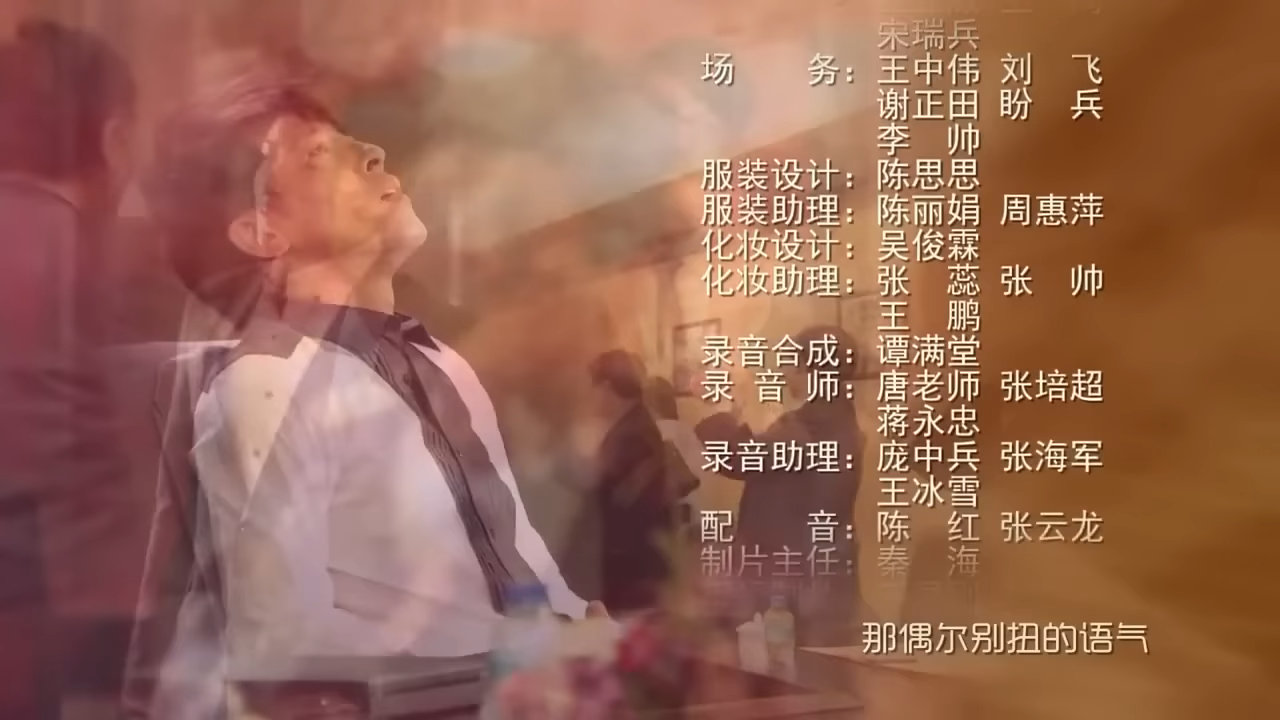 宋瑞兵
场 务：王中伟 刘 飞
谢正田 盼 兵
李 帅
服装设计：陈思思
服装助理：陈丽娟 周惠萍
化妆设计：吴俊霖
化妆助理：张 蕊 张 帅
王 鹏
录音合成：谭满堂
录 音 师：唐老师 张培超
蒋永忠
录音助理：庞中兵 张海军
王冰雪
配 音：陈 红 张云龙
制片主任：秦 海
那偶尔别扭的语气